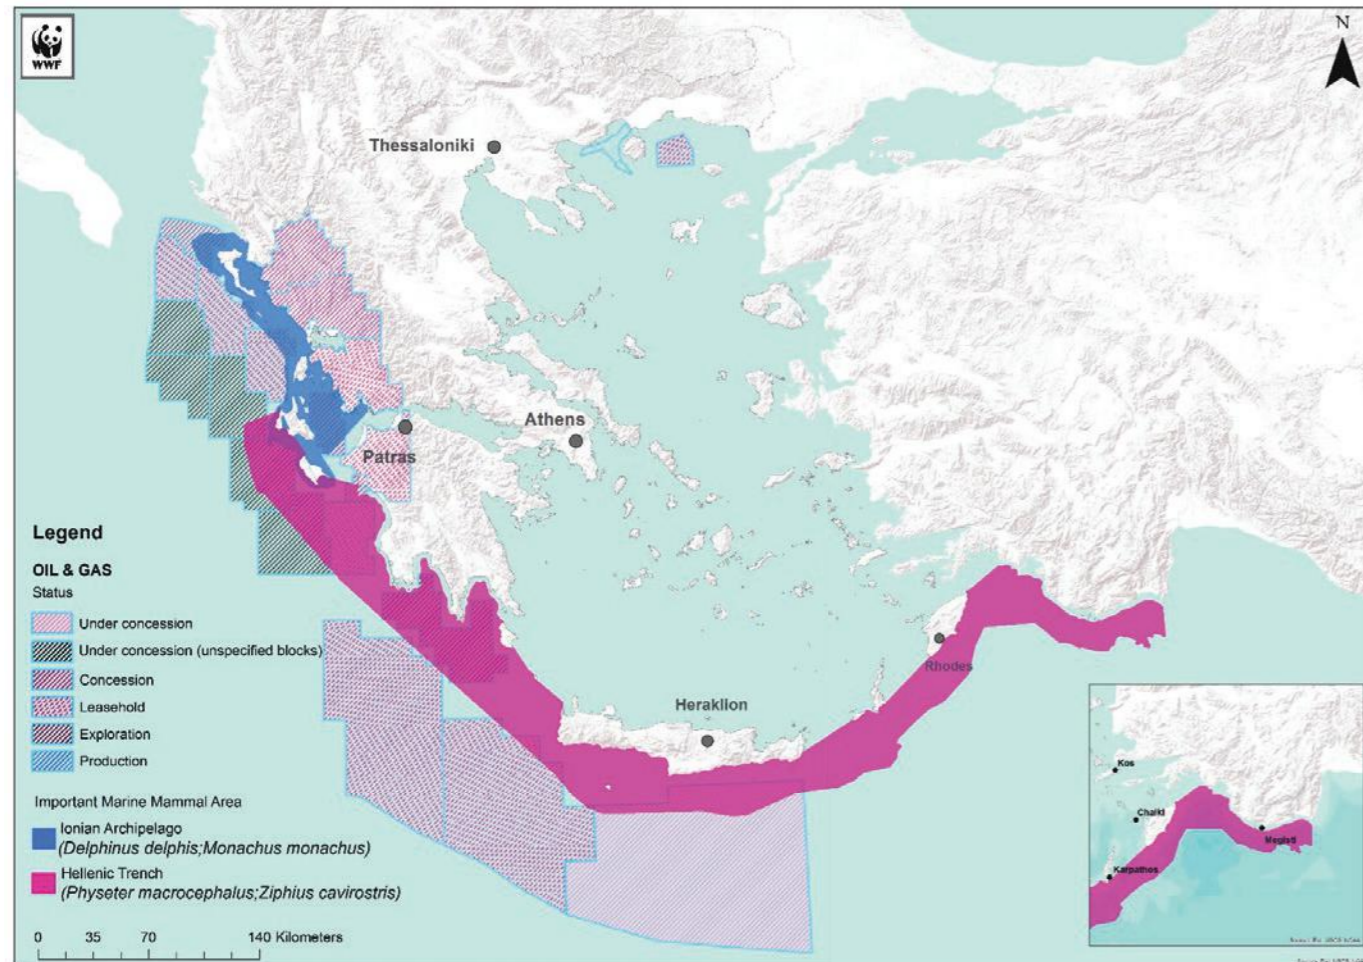 WWF
N
Thessaloniki
Athens
Patras
Legend
OIL & GAS
Status
Under concession
Under concession (unspecified blocks)
Concession
Leasehold
Exploration
Production
Rhodes
Heraklion
Important Marine Mammal Area
Ionian Archipelago
(Delphinus delphis;Monachus monachus)
Hellenic Trench
(Physeter macrocephalus;Ziphius cavirostris)
0 35 70 140 Kilometers
Kos
Chalki
Megisti
Karpathos